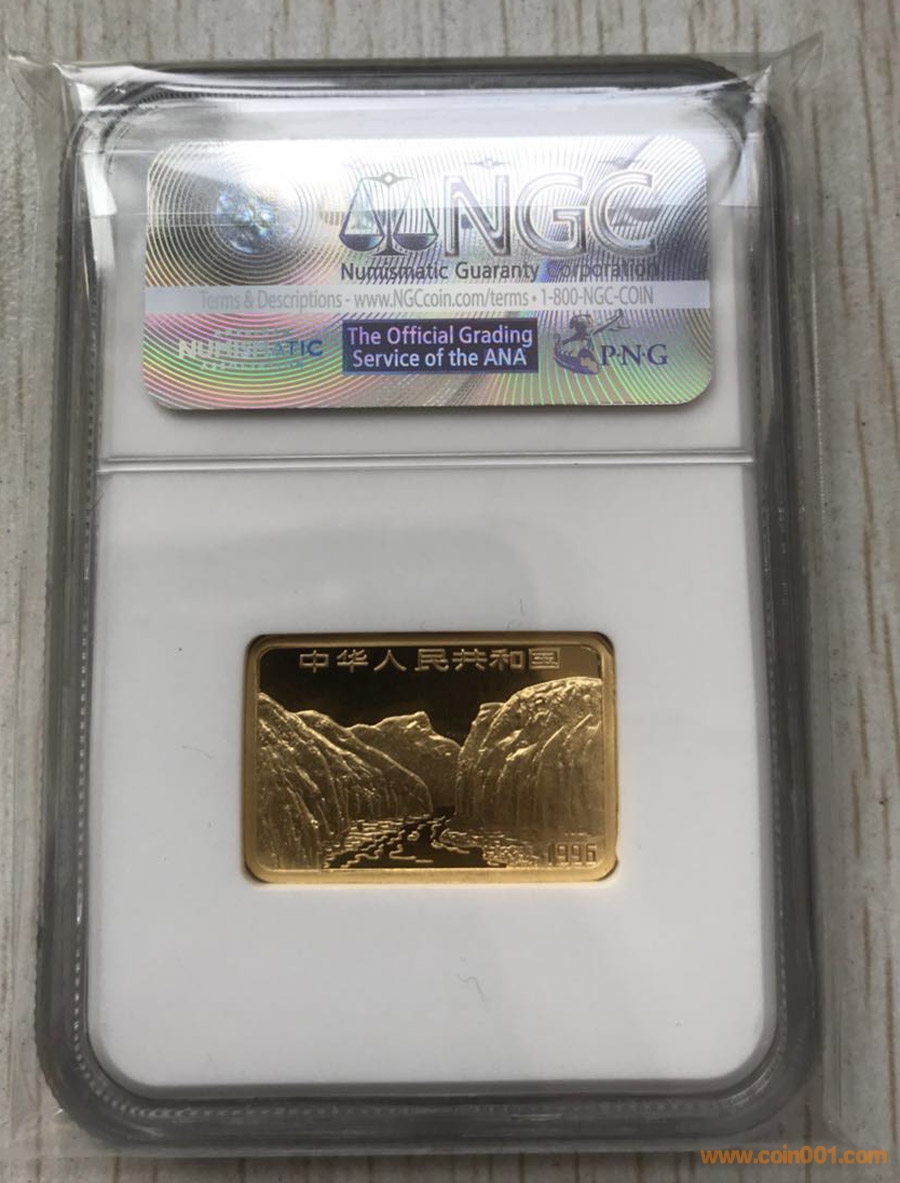 NGC
Numismatic Guaranty Corporation
Terms & Descriptions - www.NGCcoin.com/terms • 1-800-NGC-COIN
NUMISMATIC
The Official Grading
Service of the ANA
P·N·G
中华人民共和国
1996
www.coin001.com